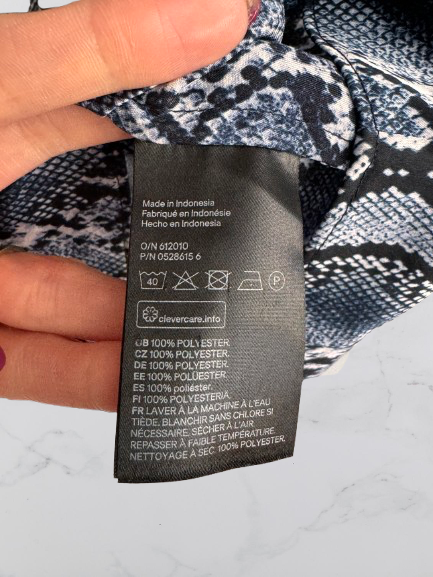 Made in Indonesia
Fabriqué en Indonésie
Hecho en Indonesia
O/N 612010
P/N 0528615 6
40 P
clevercare.info
GB 100% POLYESTER.
CZ 100% POLYESTER.
DE 100% POLYESTER.
EE 100% POLÜESTER.
ES 100% poliéster.
FI 100% POLYESTERIA.
FR LAVER À LA MACHINE À L'EAU
TIÈDE. BLANCHIR SANS CHLORE SI
NÉCESSAIRE. SÉCHER À L'AIR.
REPASSER À FAIBLE TEMPÉRATURE.
NETTOYAGE À SEC 100% POLYESTER.